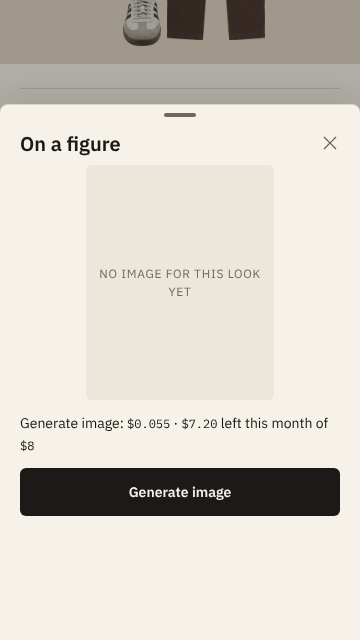 On a figure
NO IMAGE FOR THIS LOOK
YET
Generate image: $0.055 · $7.20 left this month of
$8
Generate image